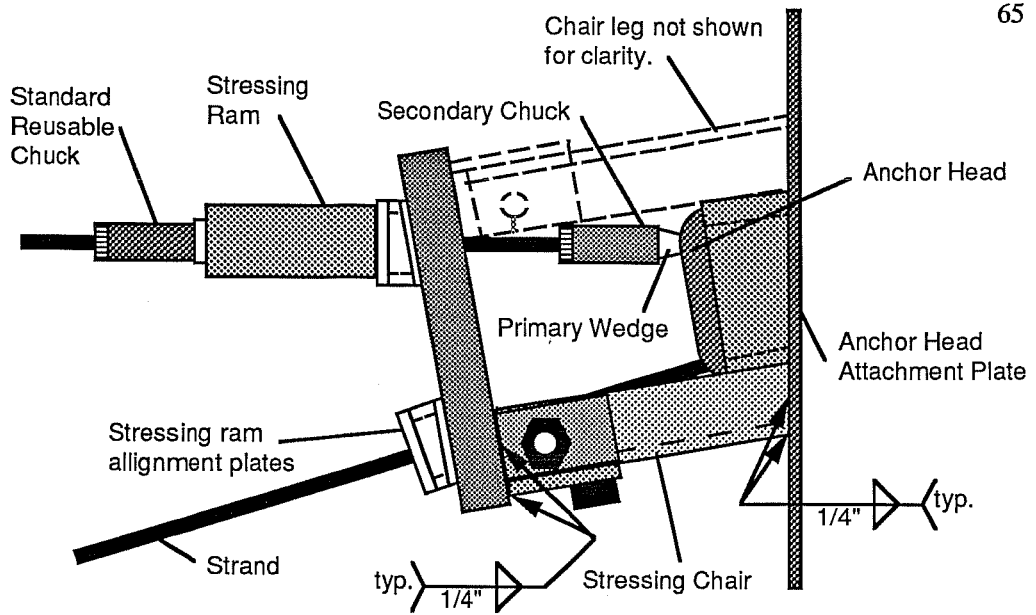 65
Chair leg not shown
for clarity.
Standard
Reusable
Chuck
Stressing
Ram
Secondary Chuck
Anchor Head
Primary Wedge
Anchor Head
Attachment Plate
Stressing ram
allignment plates
Strand
typ.
1/4"
Stressing Chair
1/4"
typ.